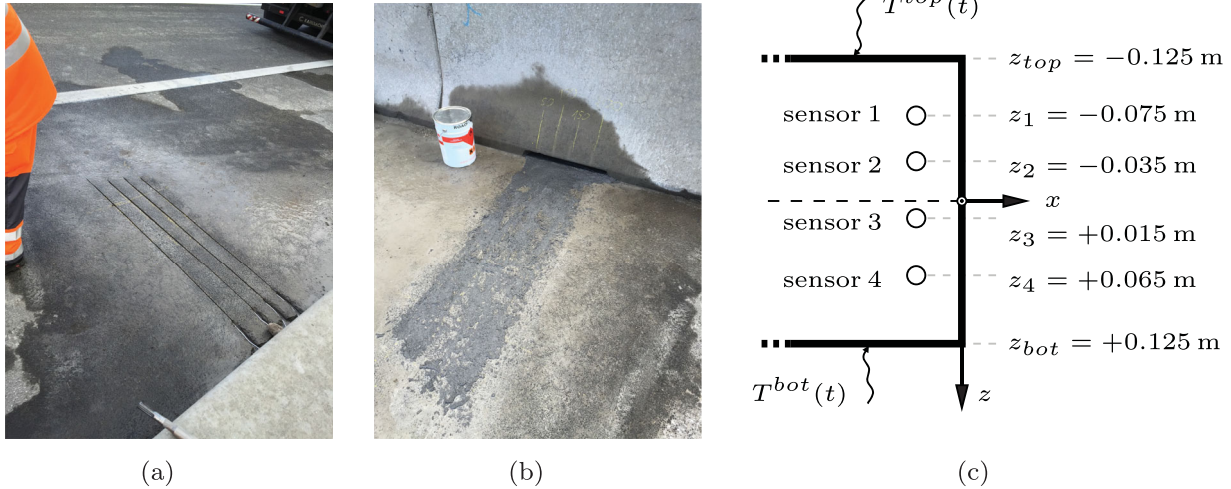 T^{top}(t)
z_{top} = −0.125 m
sensor 1
z_1 = −0.075 m
sensor 2
z_2 = −0.035 m
x
sensor 3
z_3 = +0.015 m
sensor 4
z_4 = +0.065 m
z_{bot} = +0.125 m
T^{bot}(t)
z
(a)
(b)
(c)